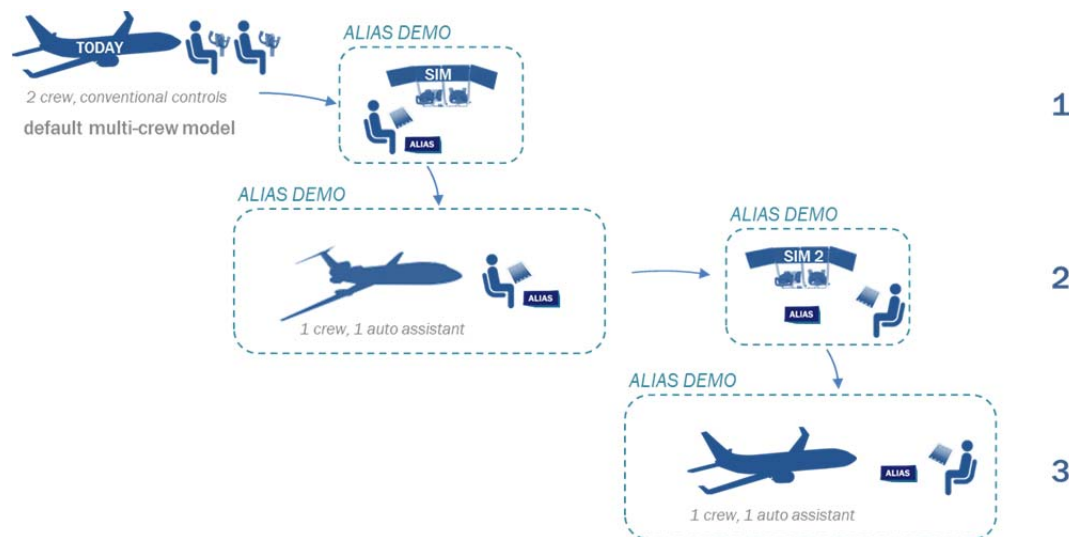 ALIAS DEMO
TODAY
SIM
2 crew, conventional controls
1
default multi-crew model
ALIAS
ALIAS DEMO
ALIAS DEMO
SIM 2
2
ALIAS
1 crew, 1 auto assistant
ALIAS
ALIAS DEMO
3
ALIAS
1 crew, 1 auto assistant